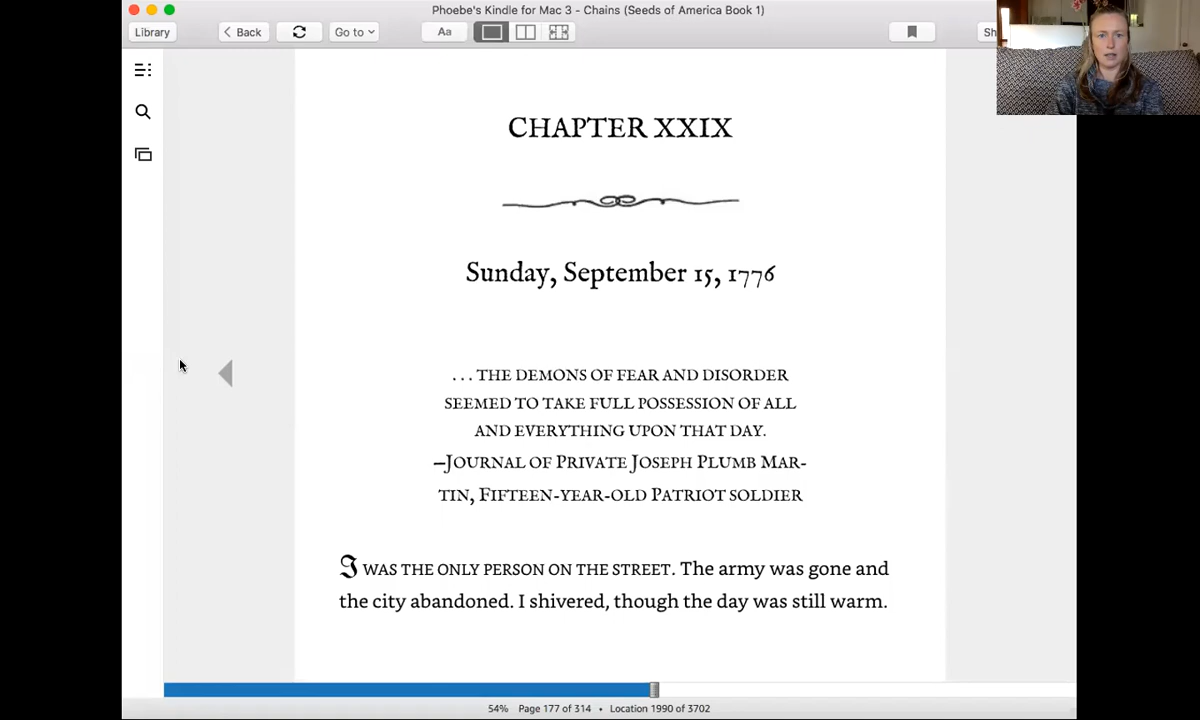 Phoebe's Kindle for Mac 3 - Chains (Seeds of America Book 1)
Library Back Go to Aa Sh
CHAPTER XXIX
Sunday, September 15, 1776
. . . THE DEMONS OF FEAR AND DISORDER
SEEMED TO TAKE FULL POSSESSION OF ALL
AND EVERYTHING UPON THAT DAY.
–JOURNAL OF PRIVATE JOSEPH PLUMB MAR-
TIN, FIFTEEN-YEAR-OLD PATRIOT SOLDIER
I WAS THE ONLY PERSON ON THE STREET. The army was gone and
the city abandoned. I shivered, though the day was still warm.
54% Page 177 of 314 • Location 1990 of 3702